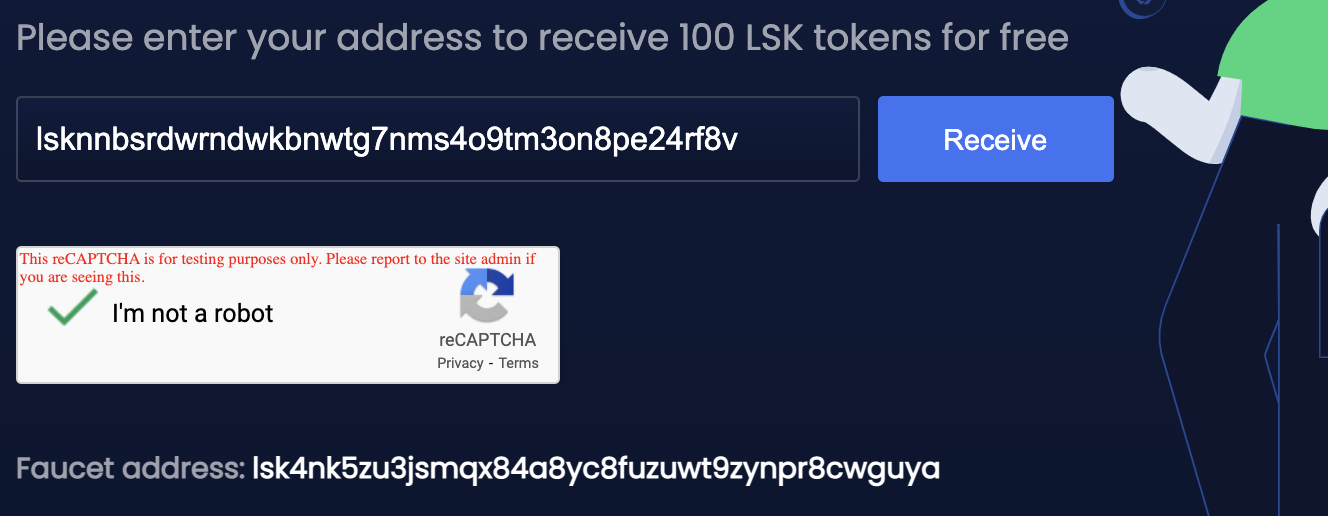 Please enter your address to receive 100 LSK tokens for free
lsknnbsrdwrndwkbnwtg7nms4o9tm3on8pe24rf8v
Receive
This reCAPTCHA is for testing purposes only. Please report to the site admin if
you are seeing this.
I'm not a robot
reCAPTCHA
Privacy - Terms
Faucet address: lsk4nk5zu3jsmqx84a8yc8fuzuwt9zynpr8cwguya